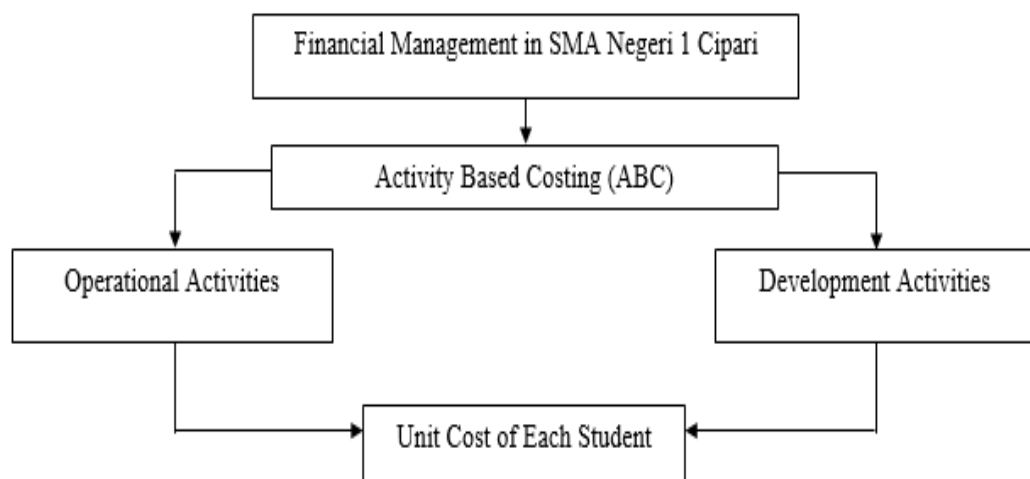 Financial Management in SMA Negeri 1 Cipari
Activity Based Costing (ABC)
Operational Activities
Development Activities
Unit Cost of Each Student